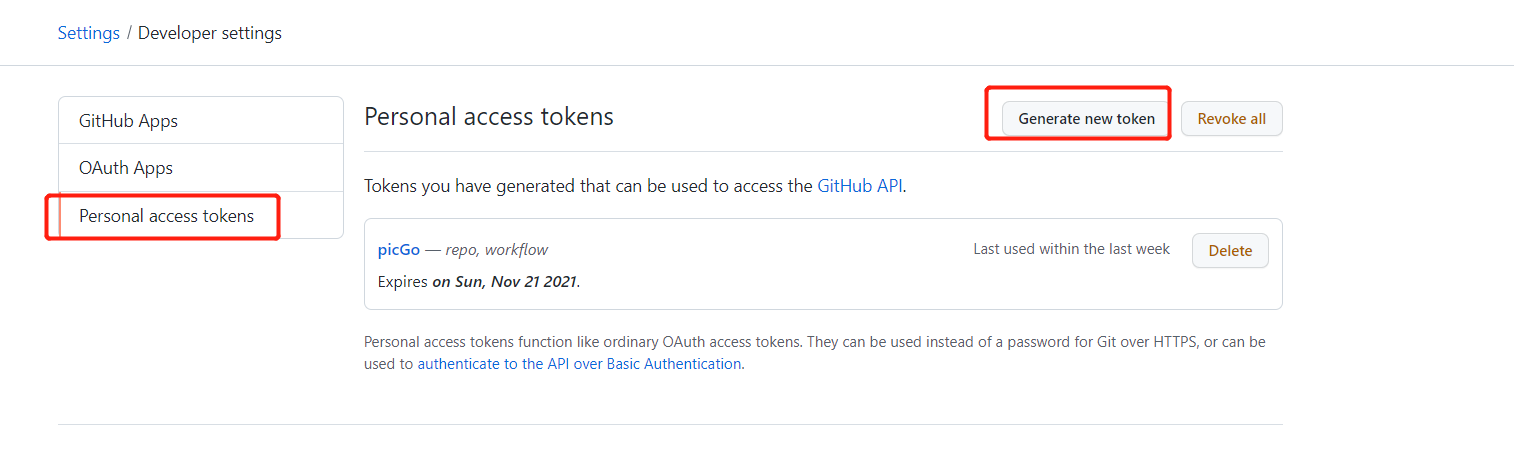 Settings / Developer settings
GitHub Apps
OAuth Apps
Personal access tokens
Personal access tokens
Generate new token
Revoke all
Tokens you have generated that can be used to access the GitHub API.
picGo — repo, workflow
Last used within the last week
Delete
Expires on Sun, Nov 21 2021.
Personal access tokens function like ordinary OAuth access tokens. They can be used instead of a password for Git over HTTPS, or can be
used to authenticate to the API over Basic Authentication.